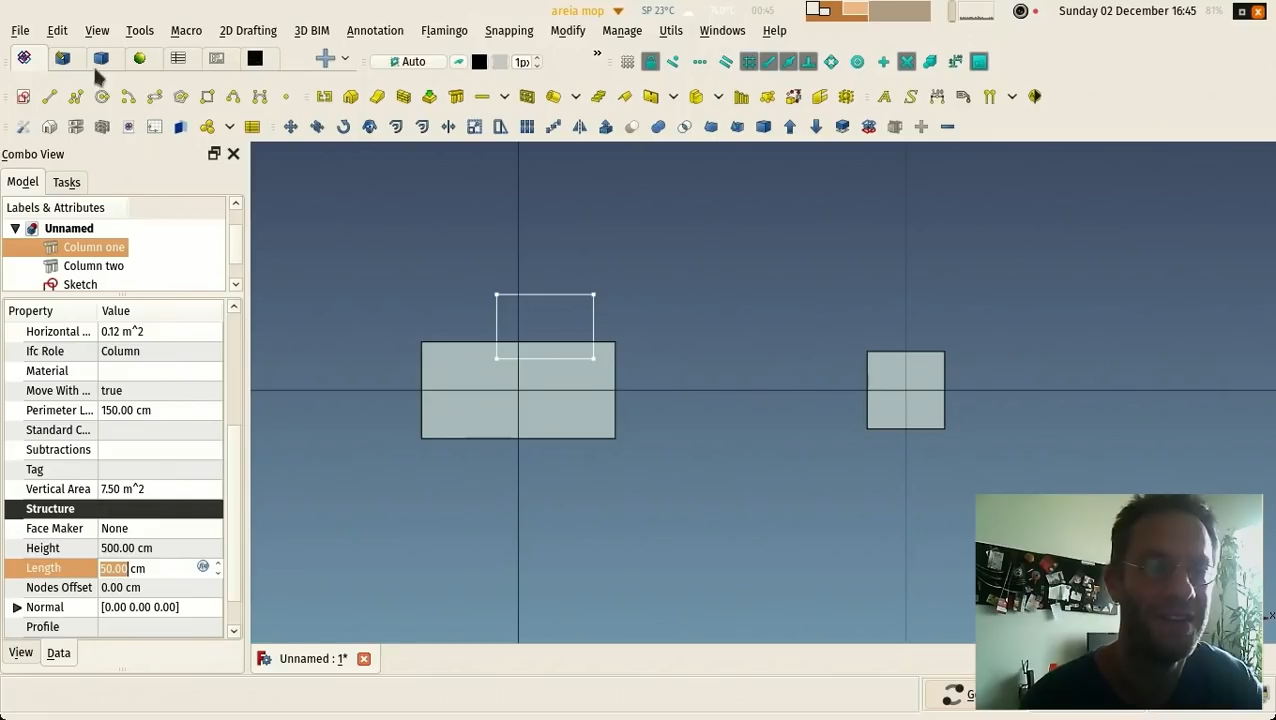 areia mop SP 23°C 00:45 Sunday 02 December 16:45 81%
File Edit View Tools Macro 2D Drafting 3D BIM Annotation Flamingo Snapping Modify Manage Utils Windows Help
Auto 1p
Combo View
Model Tasks
Labels & Attributes
Unnamed
Column one
Column two
Sketch
Property Value
Horizontal ... 0.12 m^2
Ifc Role Column
Material
Move With ... true
Perimeter L... 150.00 cm
Standard C...
Subtractions
Tag
Vertical Area 7.50 m^2
Structure
Face Maker None
Height 500.00 cm
Length 50.00 cm
Nodes Offset 0.00 cm
Normal [0.00 0.00 0.00]
Profile
View Data
Unnamed : 1*